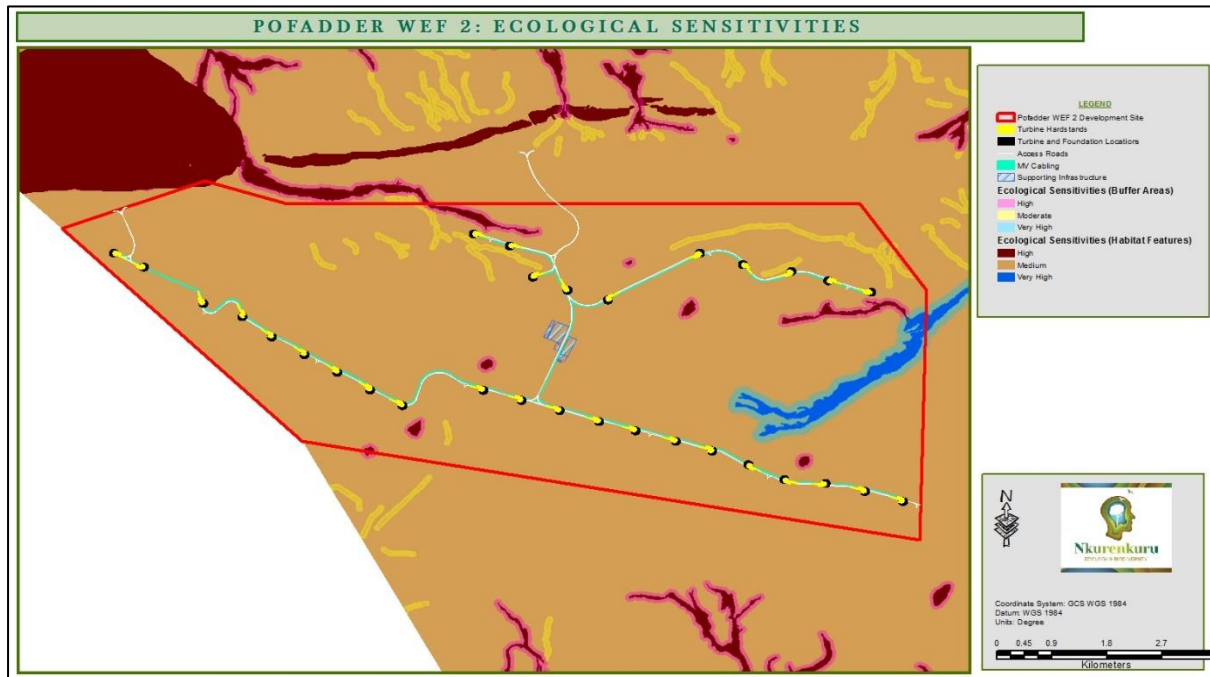 POFADDER WEF 2: ECOLOGICAL SENSITIVITIES
LEGEND
Pofadder WEF 2 Development Site
Turbine Hardstands
Turbine and Foundation Locations
Access Roads
MV Cabling
Supporting Infrastructure
Ecological Sensitivities (Buffer Areas)
High
Moderate
Very High
Ecological Sensitivities (Habitat Features)
High
Medium
Very High
N
Nkurenkuru
Coordinate System: GCS WGS 1984
Datum: WGS 1984
Units: Degree
0 0.45 0.9 1.8 2.7
Kilometers